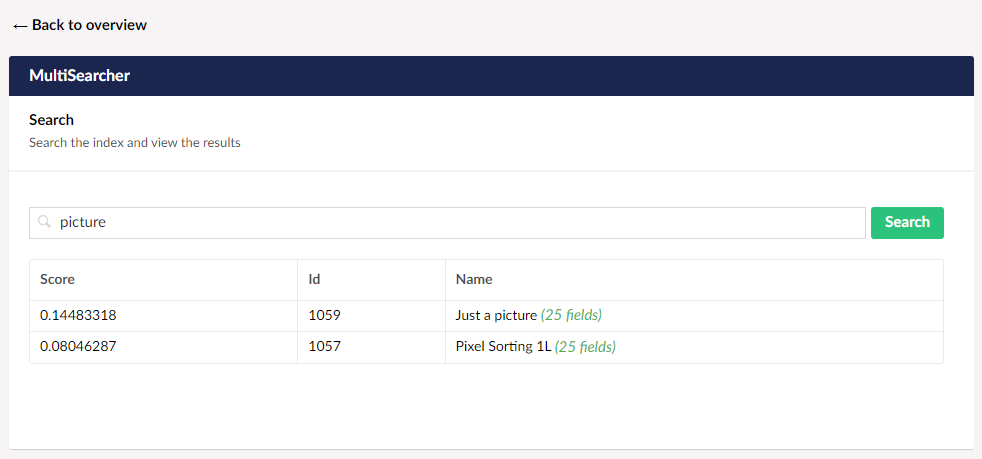 ← Back to overview
MultiSearcher
Search
Search the index and view the results
picture
Search
Score Id Name
0.14483318 1059 Just a picture (25 fields)
0.08046287 1057 Pixel Sorting 1L (25 fields)